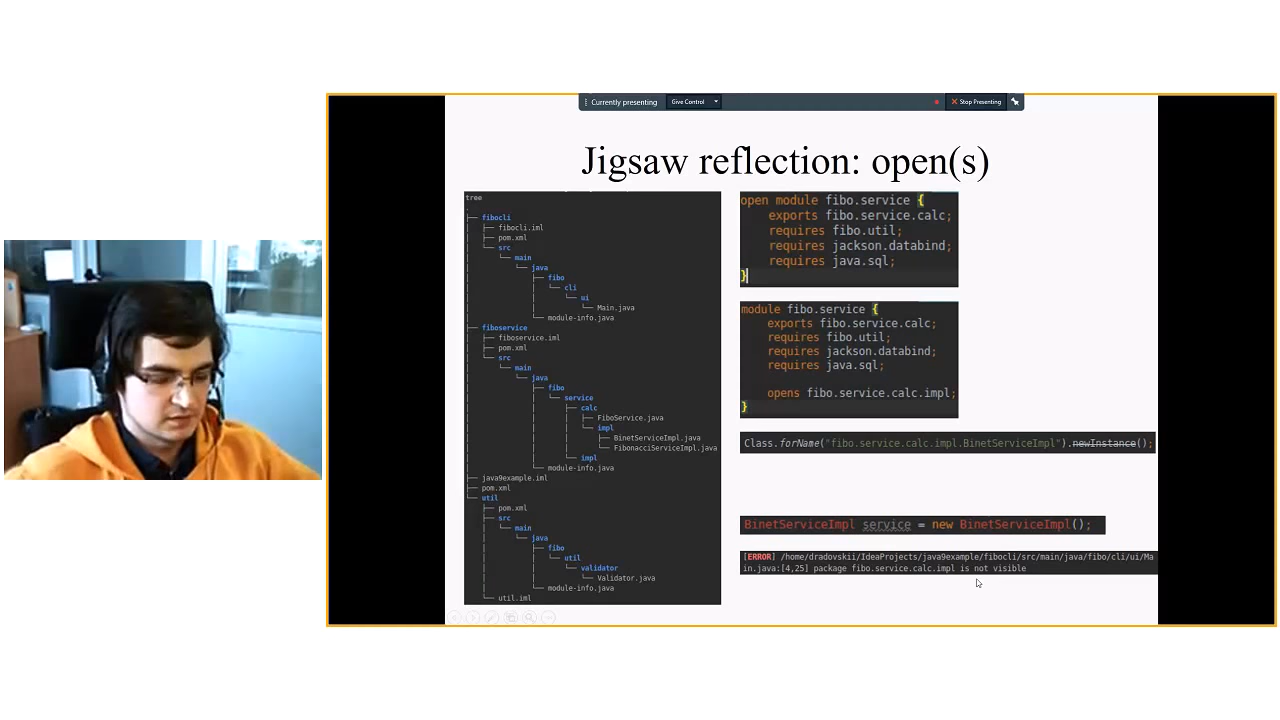 Currently presenting
Give Control
Stop Presenting
Jigsaw reflection: open(s)
tree
.
├── fibocli
│   ├── fibocli.iml
│   ├── pom.xml
│   └── src
│       └── main
│           └── java
│               ├── fibo
│               │   └── cli
│               │       └── ui
│               │           └── Main.java
│               └── module-info.java
├── fiboservice
│   ├── fiboservice.iml
│   ├── pom.xml
│   └── src
│       └── main
│           └── java
│               ├── fibo
│               │   └── service
│               │       ├── calc
│               │       │   ├── FiboService.java
│               │       │   └── impl
│               │       │       ├── BinetServiceImpl.java
│               │       │       └── FibonacciServiceImpl.java
│               │       └── impl
│               └── module-info.java
├── java9example.iml
├── pom.xml
└── util
    ├── pom.xml
    ├── src
    │   └── main
    │       └── java
    │           ├── fibo
    │           │   └── util
    │           │       └── validator
    │           │           └── Validator.java
    │           └── module-info.java
    └── util.iml
open module fibo.service {
exports fibo.service.calc;
requires fibo.util;
requires jackson.databind;
requires java.sql;
}
module fibo.service {
exports fibo.service.calc;
requires fibo.util;
requires jackson.databind;
requires java.sql;
opens fibo.service.calc.impl;
}
Class.forName("fibo.service.calc.impl.BinetServiceImpl").newInstance();
BinetServiceImpl service = new BinetServiceImpl();
[ERROR] /home/dradovskii/IdeaProjects/java9example/fibocli/src/main/java/fibo/cli/ui/Ma
in.java:[4,25] package fibo.service.calc.impl is not visible